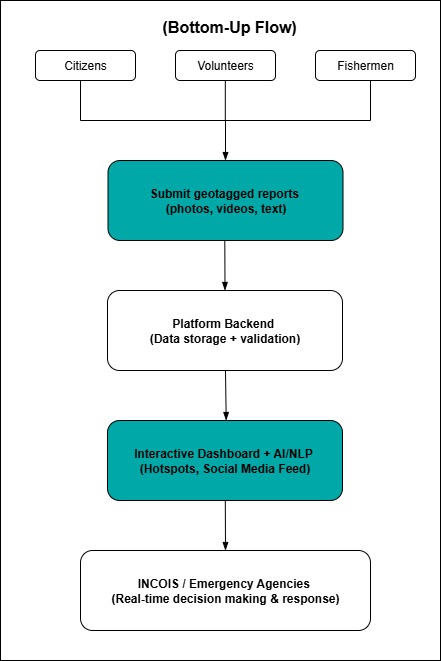 (Bottom-Up Flow)
Citizens
Volunteers
Fishermen
Submit geotagged reports
(photos, videos, text)
Platform Backend
(Data storage + validation)
Interactive Dashboard + AI/NLP
(Hotspots, Social Media Feed)
INCOIS / Emergency Agencies
(Real-time decision making & response)